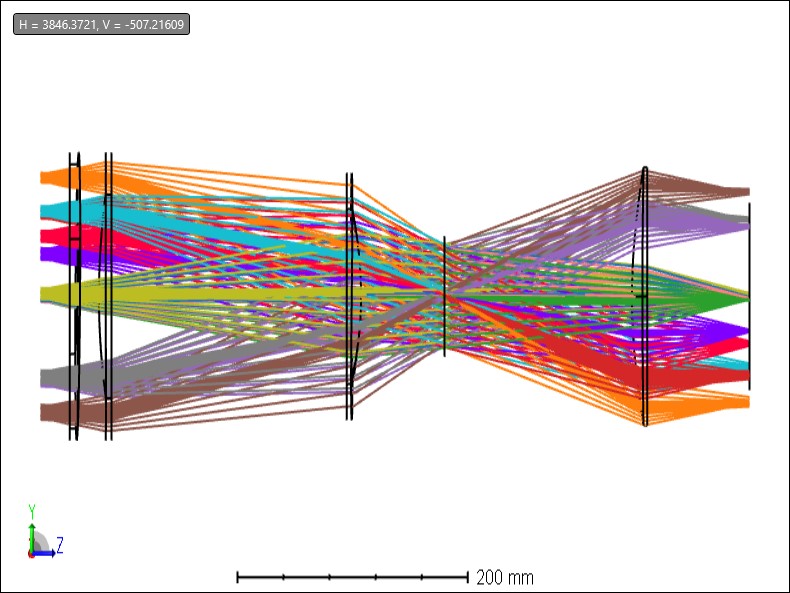 H = 3846.3721, V = -507.21609
Y
Z
200 mm